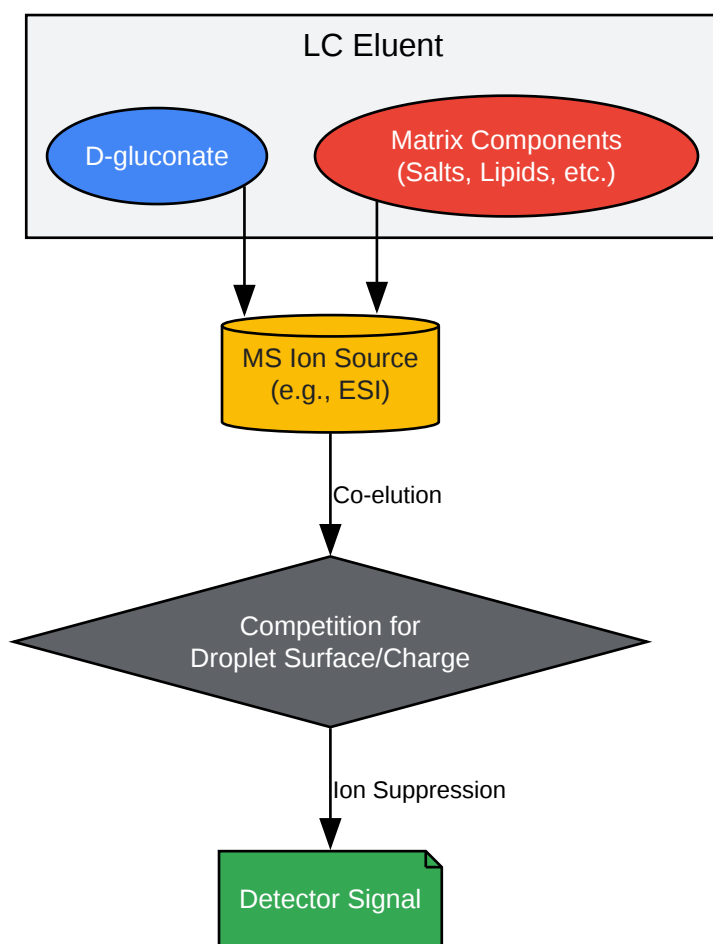 LC Eluent
D-gluconate
Matrix Components
(Salts, Lipids, etc.)
MS Ion Source
(e.g., ESI)
Co-elution
Competition for
Droplet Surface/Charge
Ion Suppression
Detector Signal